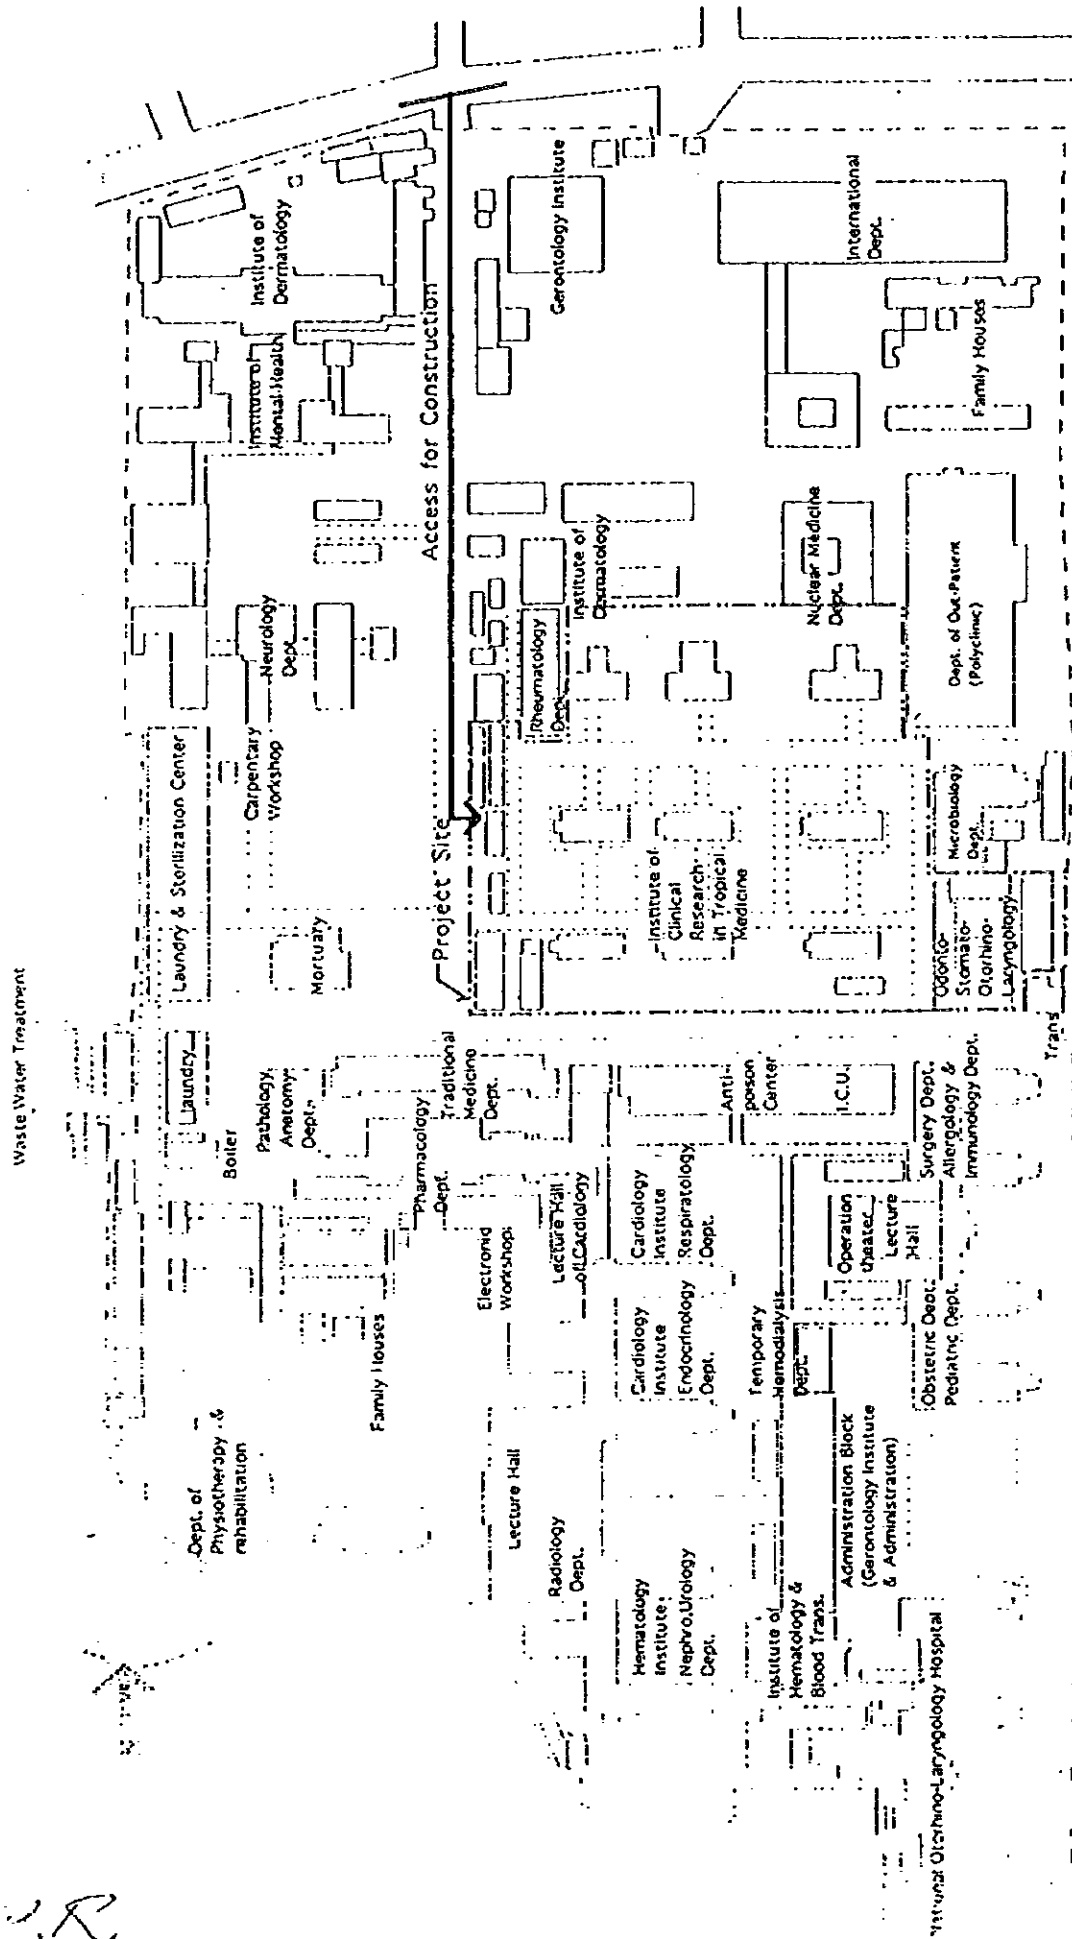 Waste Water Treatment
Institute of
Dermatology
Institute of
Mental Health
Access for Construction
Gerontology Institute
International
Dept.
Family Houses
Neurology
Dept.
Rheumatology
Dept.
Institute of
Dermatology
Nuclear Medicine
Dept.
Dept. of Out-Patient
(Polyclinic)
Laundry & Sterilization Center
Carpentary
Workshop
Project Site
Mortuary
Institute of
Clinical
Research
in Tropical
Medicine
Microbiology
Dept.
Odonto-
Stomato-
Otorhino-
Laryngology
Trans
Laundry
Boiler
Pathology,
Anatomy
Dept.
Traditional
Medicine
Dept.
Pharmacology
Dept.
Anti
poison
Center
I.C.U.
Surgery Dept.
Allergology &
Immunology Dept.
Electronic
Workshop
Lecture Hall
of Cardiology
Cardiology
Institute
Respiratology
Dept.
Operation
theater
Lecture
Hall
Family Houses
Cardiology
Institute
Endocrinology
Dept.
Temporary
Hemodialysis
Dept.
Obstetric Dept.
Pediatric Dept.
Dept. of
Physiotherapy &
rehabilitation
Lecture Hall
Radiology
Dept.
Hematology
Institute,
Nephro,Urology
Dept.
Institute of
Hematology &
Blood Trans.
Administration Block
(Gerontology Institute
& Administration)
National Otorhino-Laryngology Hospital